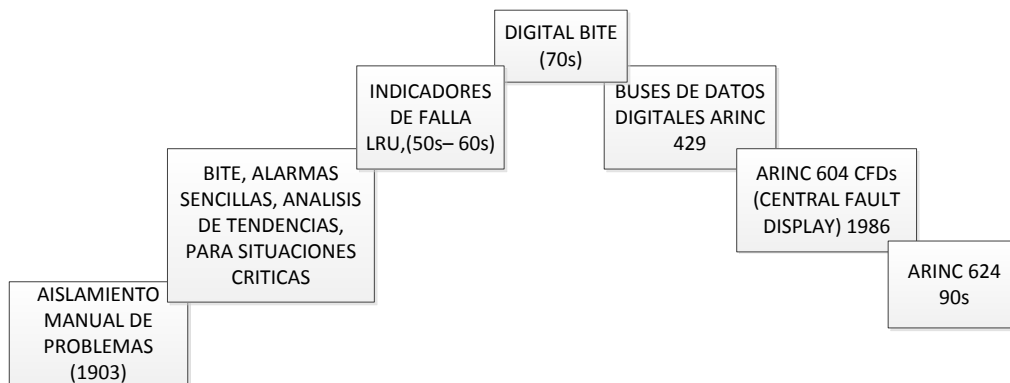 AISLAMIENTO
MANUAL DE
PROBLEMAS
(1903)
BITE, ALARMAS
SENCILLAS, ANALISIS
DE TENDENCIAS,
PARA SITUACIONES
CRITICAS
INDICADORES
DE FALLA
LRU,(50s– 60s)
DIGITAL BITE
(70s)
BUSES DE DATOS
DIGITALES ARINC
429
ARINC 604 CFDs
(CENTRAL FAULT
DISPLAY) 1986
ARINC 624
90s